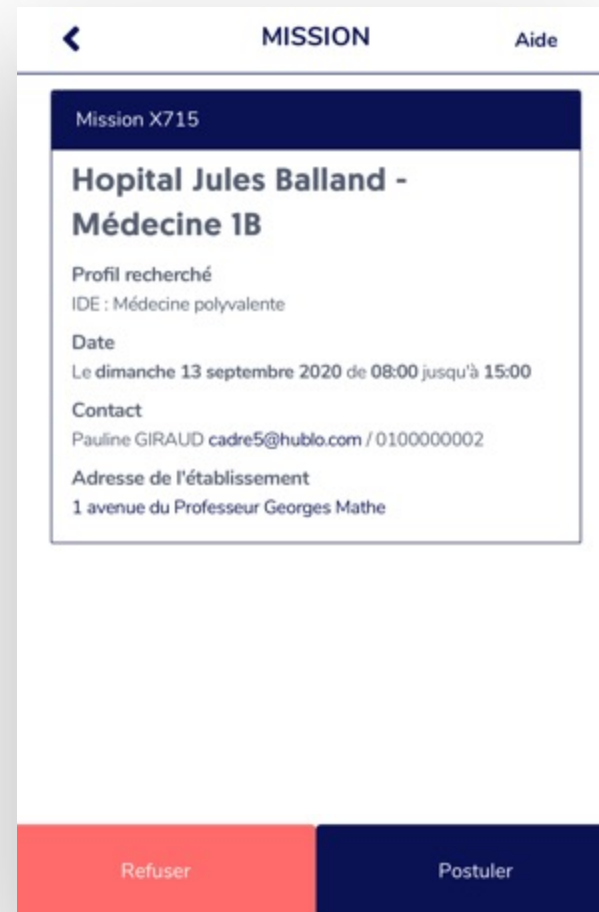 MISSION
Aide
Mission X715
Hopital Jules Balland -
Médecine 1B
Profil recherché
IDE : Médecine polyvalente
Date
Le dimanche 13 septembre 2020 de 08:00 jusqu'à 15:00
Contact
Pauline GIRAUD cadre5@hublo.com / 0100000002
Adresse de l'établissement
1 avenue du Professeur Georges Mathe
Refuser
Postuler